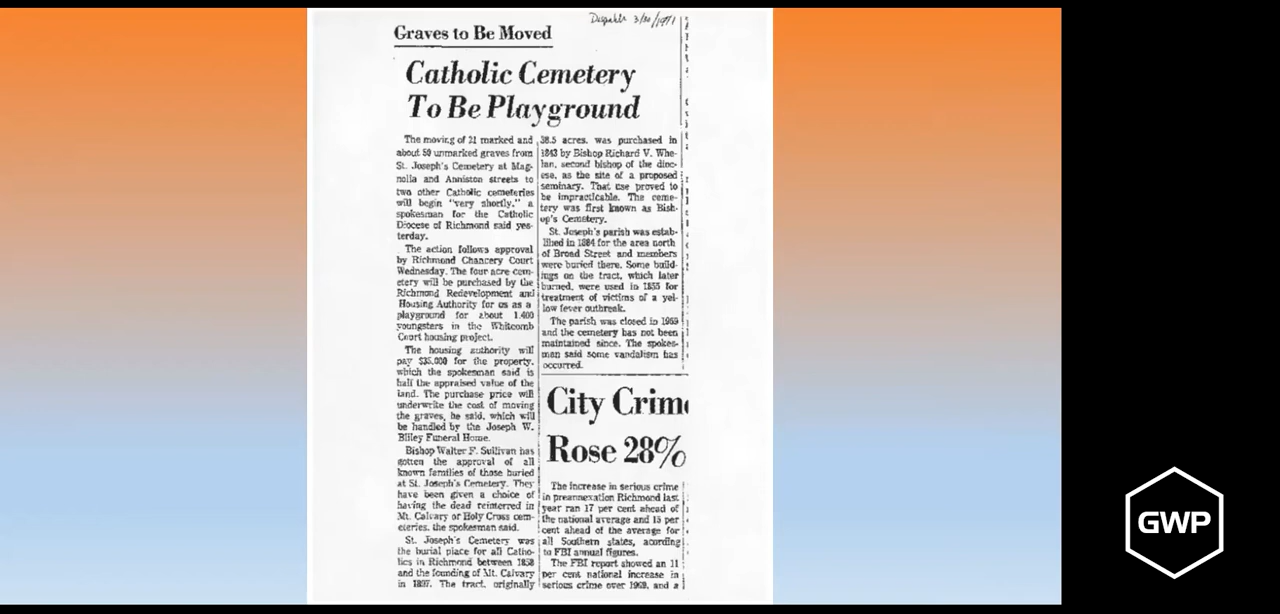 Dispatch 3/20/1971
Graves to Be Moved
Catholic Cemetery
To Be Playground
The moving of 21 marked and
about 50 unmarked graves from
St. Joseph's Cemetery at Mag-
nolia and Anniston streets to
two other Catholic cemeteries
will begin "very shortly," a
spokesman for the Catholic
Diocese of Richmond said yes-
terday.
The action follows approval
by Richmond Chancery Court
Wednesday. The four acre cem-
etery will be purchased by the
Richmond Redevelopment and
Housing Authority for us as a
playground for about 1,400
youngsters in the Whitcomb
Court housing project.
The housing authority will
pay $35,000 for the property,
which the spokesman said is
half the appraised value of the
land. The purchase price will
underwrite the cost of moving
the graves, he said, which will
be handled by the Joseph W.
Bliley Funeral Home.
Bishop Walter F. Sullivan has
gotten the approval of all
known families of those buried
at St. Joseph's Cemetery. They
have been given a choice of
having the dead reinterred in
Mt. Calvary or Holy Cross cem-
eteries, the spokesman said.
St. Joseph's Cemetery was
the burial place for all Catho-
lics in Richmond between 1858
and the founding of Mt. Calvary
in 1897. The tract, originally
38.5 acres, was purchased in
1843 by Bishop Richard V. Whe-
lan, second bishop of the dioc-
ese, as the site of a proposed
seminary. That use proved to
be impracticable. The ceme-
tery was first known as Bish-
op's Cemetery.
St. Joseph's parish was estab-
lihed in 1884 for the area north
of Broad Street and members
were buried there. Some build-
ings on the tract, which later
burned, were used in 1855 for
treatment of victims of a yel-
low fever outbreak.
The parish was closed in 1969
and the cemetery has not been
maintained since. The spokes-
man said some vandalism has
occurred.
City Crime
Rose 28%
The increase in serious crime
in preannexation Richmond last
year ran 17 per cent ahead of
the national average and 15 per
cent ahead of the average for
all Southern states, acording
to FBI annual figures.
The FBI report showed an 11
per cent national increase in
serious crime over 1969, and a
GWP